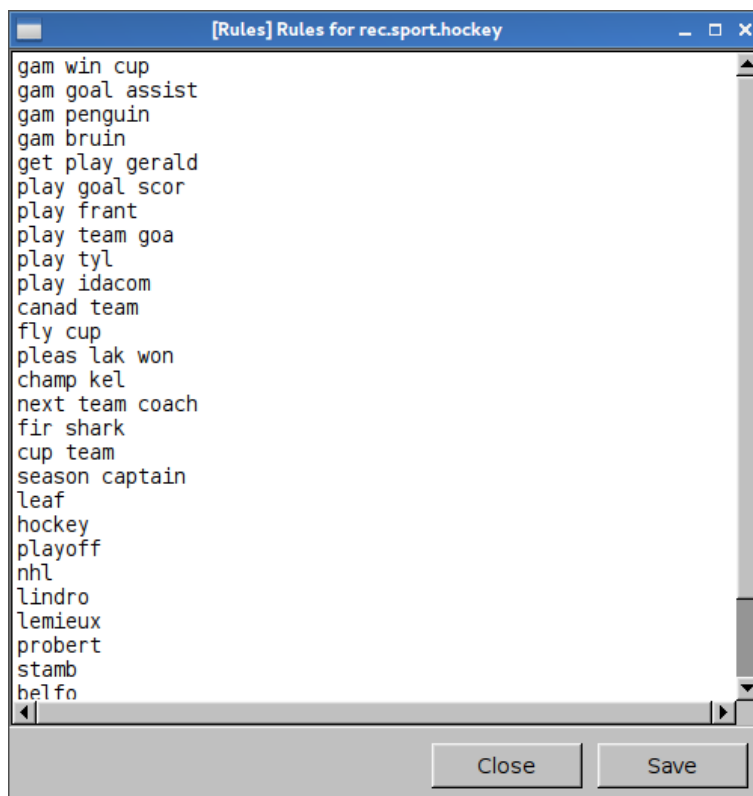 [Rules] Rules for rec.sport.hockey
gam win cup
gam goal assist
gam penguin
gam bruin
get play gerald
play goal scor
play frant
play team goa
play tyl
play idacom
canad team
fly cup
pleas lak won
champ kel
next team coach
fir shark
cup team
season captain
leaf
hockey
playoff
nhl
lindro
lemieux
probert
stamb
belfo
Close Save